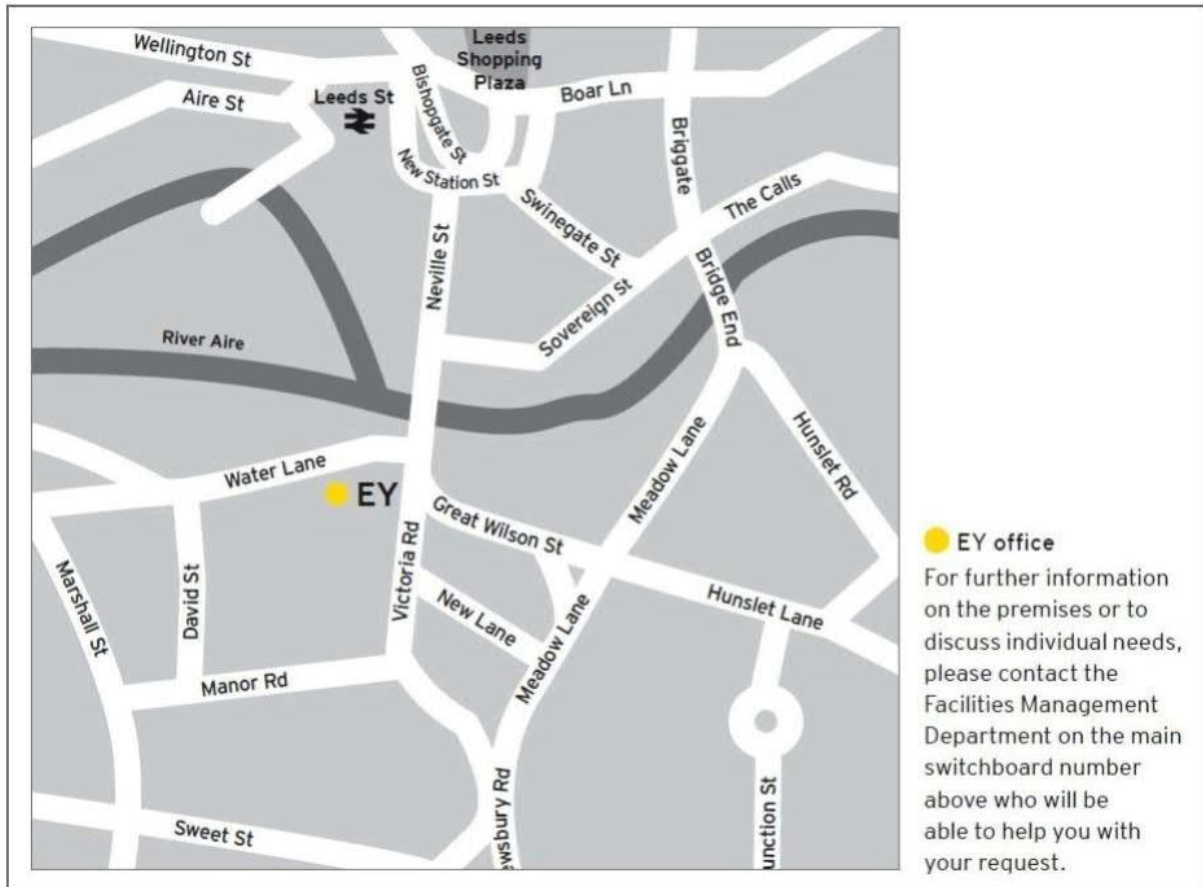 Wellington St
Leeds
Shopping
Plaza
Aire St
Leeds St
Bishopgate St
Boar Ln
New Station St
Briggate
Swinegate St
The Calls
Neville St
Bridge End
Sovereign St
River Aire
Water Lane
EY
Great Wilson St
Meadow Lane
Hunslet Rd
Marshall St
David St
Victoria Rd
New Lane
Meadow Lane
Hunslet Lane
Manor Rd
Sweet St
wsbury Rd
unction St
EY office
For further information
on the premises or to
discuss individual needs,
please contact the
Facilities Management
Department on the main
switchboard number
above who will be
able to help you with
your request.